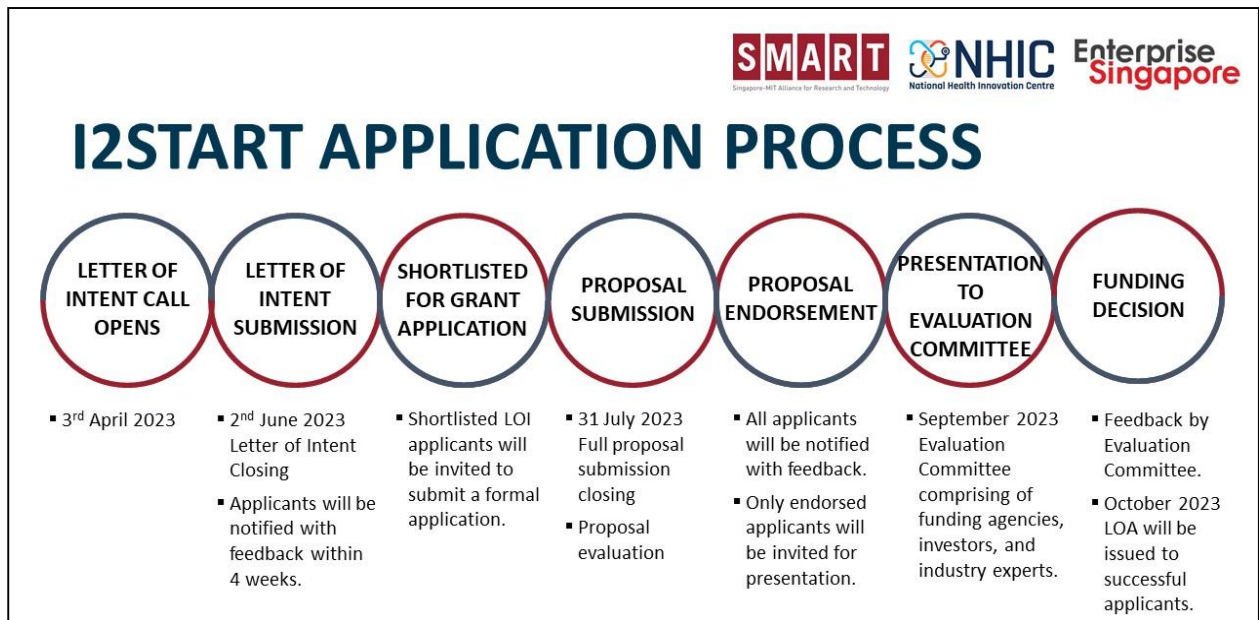 SMART
Singapore-MIT Alliance for Research and Technology
NHIC
National Health Innovation Centre
Enterprise
Singapore
I2START APPLICATION PROCESS
LETTER OF
INTENT CALL
OPENS
LETTER OF
INTENT
SUBMISSION
SHORTLISTED
FOR GRANT
APPLICATION
PROPOSAL
SUBMISSION
PROPOSAL
ENDORSEMENT
PRESENTATION
TO
EVALUATION
COMMITTEE
FUNDING
DECISION
▪ 3rd April 2023
▪ 2nd June 2023
Letter of Intent
Closing
▪ Applicants will be
notified with
feedback within
4 weeks.
▪ Shortlisted LOI
applicants will
be invited to
submit a formal
application.
▪ 31 July 2023
Full proposal
submission
closing
▪ Proposal
evaluation
▪ All applicants
will be notified
with feedback.
▪ Only endorsed
applicants will
be invited for
presentation.
▪ September 2023
Evaluation
Committee
comprising of
funding agencies,
investors, and
industry experts.
▪ Feedback by
Evaluation
Committee.
▪ October 2023
LOA will be
issued to
successful
applicants.